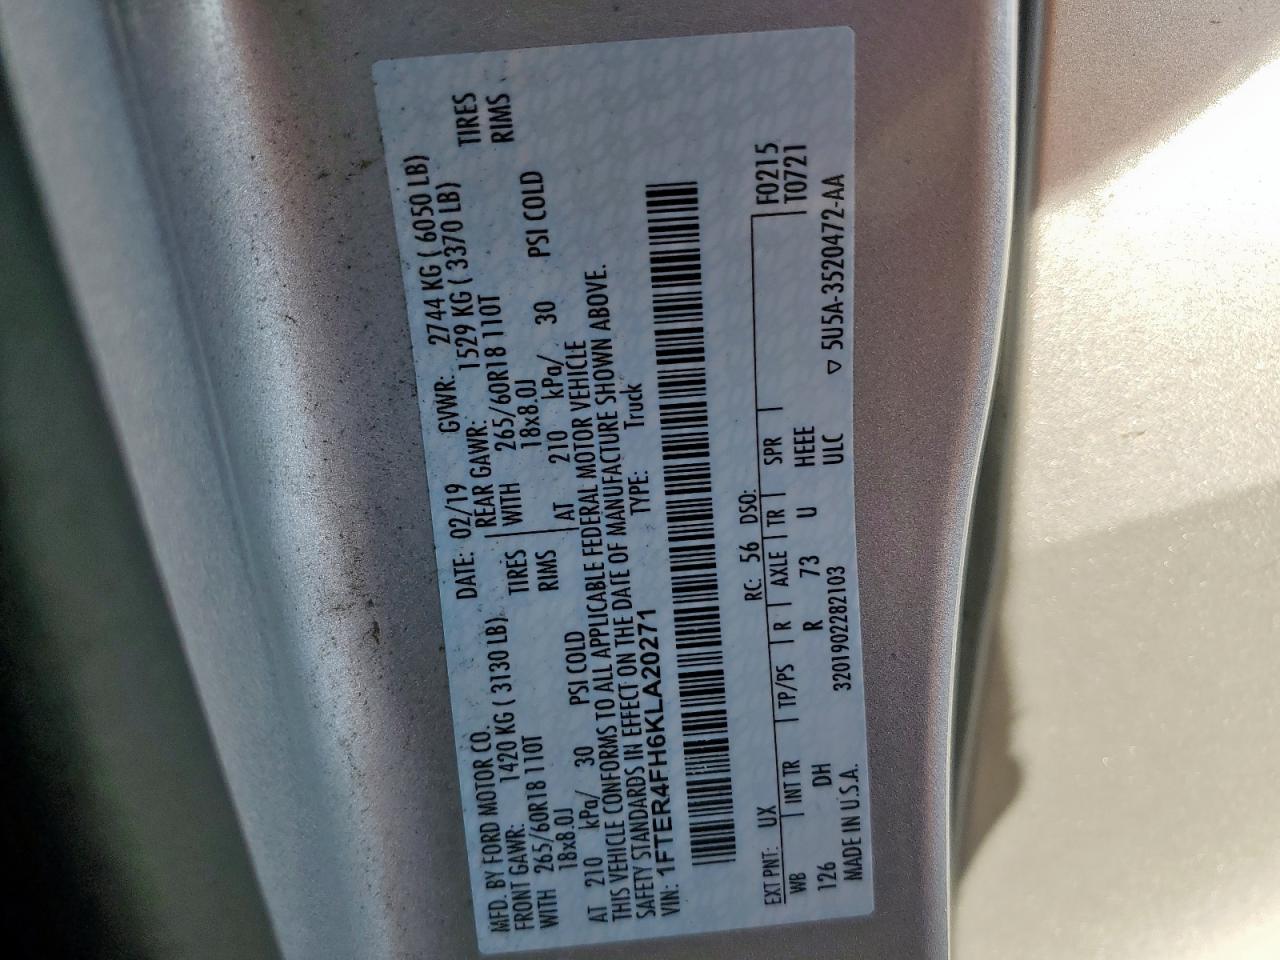 MFD. BY FORD MOTOR CO. DATE: 02/19 GVWR: 2744 KG ( 6050 LB)
FRONT GAWR: 1420 KG ( 3130 LB) REAR GAWR: 1529 KG ( 3370 LB)
WITH 265/60R18 110T TIRES WITH 265/60R18 110T TIRES
18x8.0J RIMS 18x8.0J RIMS
AT 210 kPa/ 30 PSI COLD AT 210 kPa/ 30 PSI COLD
THIS VEHICLE CONFORMS TO ALL APPLICABLE FEDERAL MOTOR VEHICLE
SAFETY STANDARDS IN EFFECT ON THE DATE OF MANUFACTURE SHOWN ABOVE.
VIN: 1FTER4FH6KLA20271 TYPE: Truck
EXT PNT: UX RC: 56 DSO: F0215
WB INT TR TP/PS R AXLE TR SPR T0721
126 DH R 73 U HEEE
MADE IN U.S.A. 3201902282103 ULC ▽ 5U5A-3520472-AA